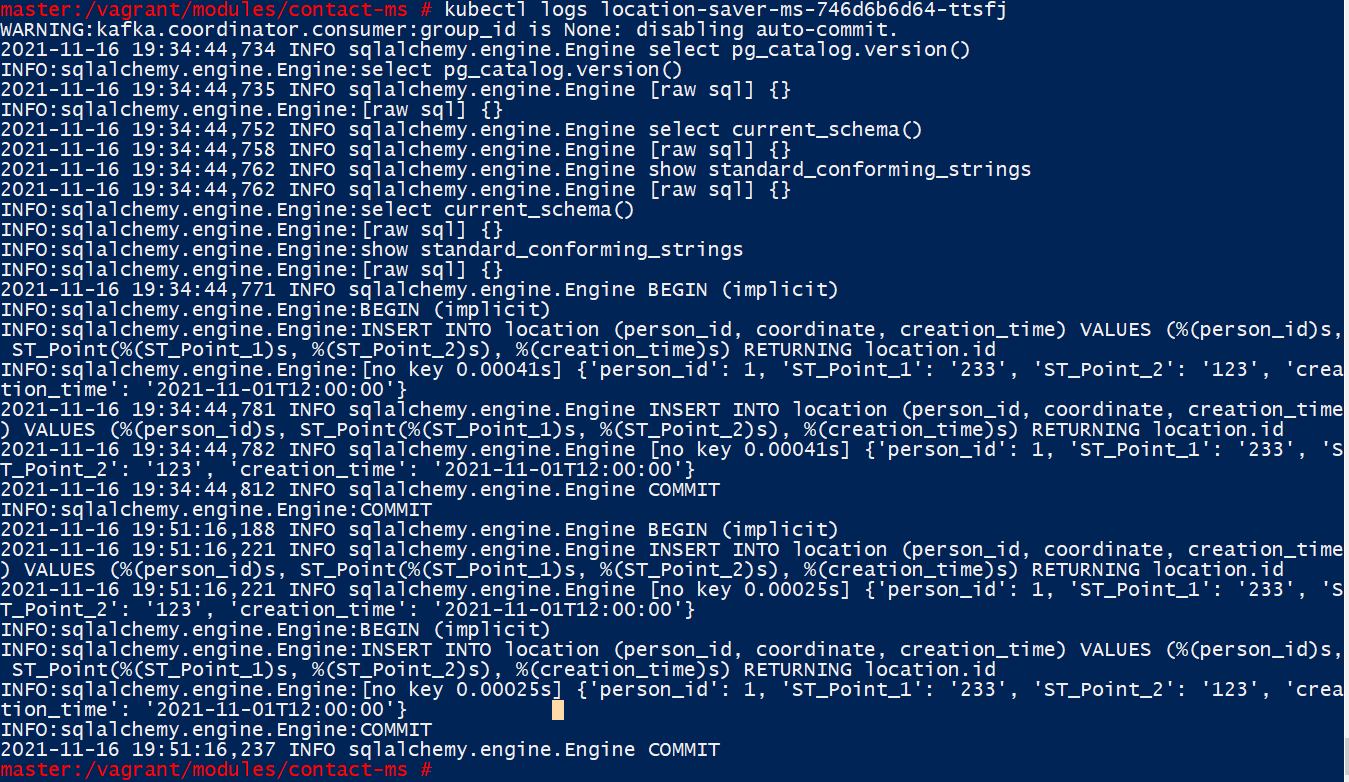 master:/vagrant/modules/contact-ms # kubectl logs location-saver-ms-746d6b6d64-ttsfj
WARNING:kafka.coordinator.consumer:group_id is None: disabling auto-commit.
2021-11-16 19:34:44,734 INFO sqlalchemy.engine.Engine select pg_catalog.version()
INFO:sqlalchemy.engine.Engine:select pg_catalog.version()
2021-11-16 19:34:44,735 INFO sqlalchemy.engine.Engine [raw sql] {}
INFO:sqlalchemy.engine.Engine:[raw sql] {}
2021-11-16 19:34:44,752 INFO sqlalchemy.engine.Engine select current_schema()
2021-11-16 19:34:44,758 INFO sqlalchemy.engine.Engine [raw sql] {}
2021-11-16 19:34:44,762 INFO sqlalchemy.engine.Engine show standard_conforming_strings
2021-11-16 19:34:44,762 INFO sqlalchemy.engine.Engine [raw sql] {}
INFO:sqlalchemy.engine.Engine:select current_schema()
INFO:sqlalchemy.engine.Engine:[raw sql] {}
INFO:sqlalchemy.engine.Engine:show standard_conforming_strings
INFO:sqlalchemy.engine.Engine:[raw sql] {}
2021-11-16 19:34:44,771 INFO sqlalchemy.engine.Engine BEGIN (implicit)
INFO:sqlalchemy.engine.Engine:BEGIN (implicit)
INFO:sqlalchemy.engine.Engine:INSERT INTO location (person_id, coordinate, creation_time) VALUES (%(person_id)s,
 ST_Point(%(ST_Point_1)s, %(ST_Point_2)s), %(creation_time)s) RETURNING location.id
INFO:sqlalchemy.engine.Engine:[no key 0.00041s] {'person_id': 1, 'ST_Point_1': '233', 'ST_Point_2': '123', 'crea
tion_time': '2021-11-01T12:00:00'}
2021-11-16 19:34:44,781 INFO sqlalchemy.engine.Engine INSERT INTO location (person_id, coordinate, creation_time
) VALUES (%(person_id)s, ST_Point(%(ST_Point_1)s, %(ST_Point_2)s), %(creation_time)s) RETURNING location.id
2021-11-16 19:34:44,782 INFO sqlalchemy.engine.Engine [no key 0.00041s] {'person_id': 1, 'ST_Point_1': '233', 'S
T_Point_2': '123', 'creation_time': '2021-11-01T12:00:00'}
2021-11-16 19:34:44,812 INFO sqlalchemy.engine.Engine COMMIT
INFO:sqlalchemy.engine.Engine:COMMIT
2021-11-16 19:51:16,188 INFO sqlalchemy.engine.Engine BEGIN (implicit)
2021-11-16 19:51:16,221 INFO sqlalchemy.engine.Engine INSERT INTO location (person_id, coordinate, creation_time
) VALUES (%(person_id)s, ST_Point(%(ST_Point_1)s, %(ST_Point_2)s), %(creation_time)s) RETURNING location.id
2021-11-16 19:51:16,221 INFO sqlalchemy.engine.Engine [no key 0.00025s] {'person_id': 1, 'ST_Point_1': '233', 'S
T_Point_2': '123', 'creation_time': '2021-11-01T12:00:00'}
INFO:sqlalchemy.engine.Engine:BEGIN (implicit)
INFO:sqlalchemy.engine.Engine:INSERT INTO location (person_id, coordinate, creation_time) VALUES (%(person_id)s,
 ST_Point(%(ST_Point_1)s, %(ST_Point_2)s), %(creation_time)s) RETURNING location.id
INFO:sqlalchemy.engine.Engine:[no key 0.00025s] {'person_id': 1, 'ST_Point_1': '233', 'ST_Point_2': '123', 'crea
tion_time': '2021-11-01T12:00:00'}
INFO:sqlalchemy.engine.Engine:COMMIT
2021-11-16 19:51:16,237 INFO sqlalchemy.engine.Engine COMMIT
master:/vagrant/modules/contact-ms #